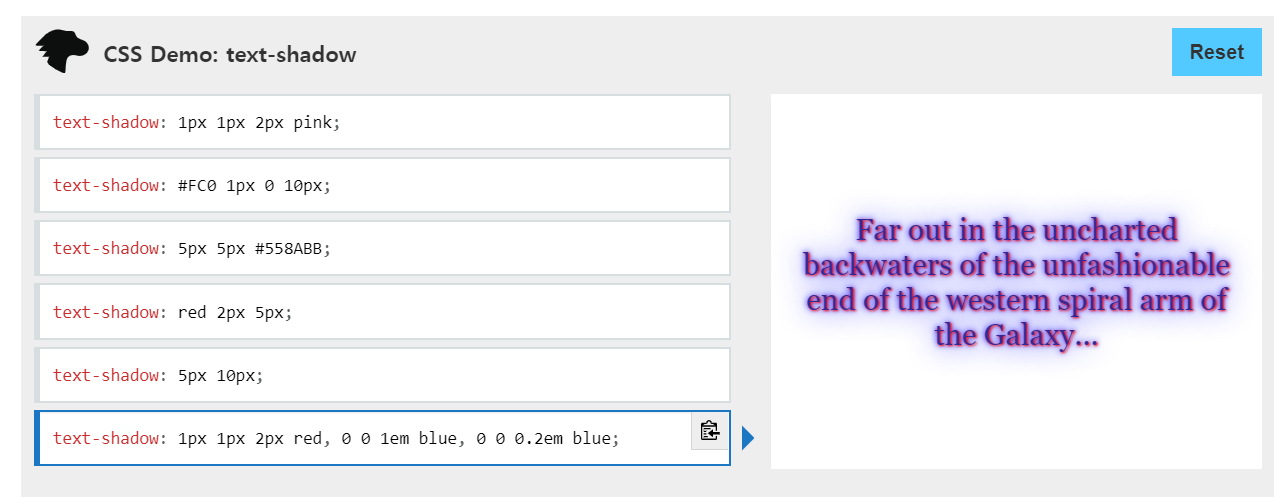 CSS Demo: text-shadow
Reset
text-shadow: 1px 1px 2px pink;
text-shadow: #FC0 1px 0 10px;
text-shadow: 5px 5px #558ABB;
text-shadow: red 2px 5px;
text-shadow: 5px 10px;
text-shadow: 1px 1px 2px red, 0 0 1em blue, 0 0 0.2em blue;
Far out in the uncharted
backwaters of the unfashionable
end of the western spiral arm of
the Galaxy...